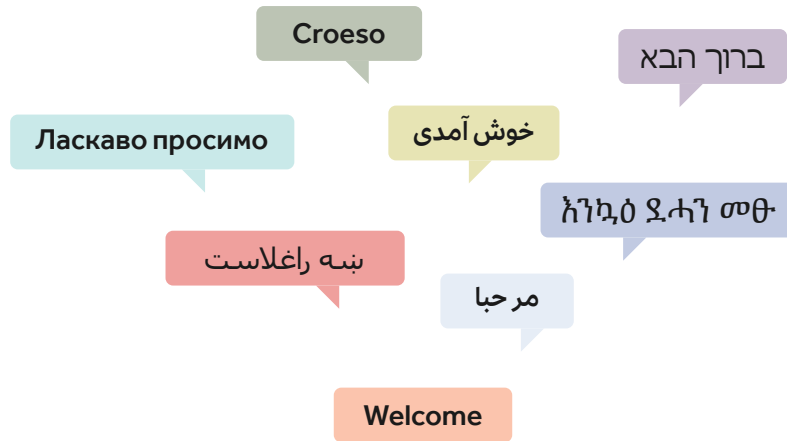 Croeso
ברוך הבא
Ласкаво просимо
خوش آمدی
እንኳዕ ደሓን መፁ
ښه راغلاست
مرحبا
Welcome